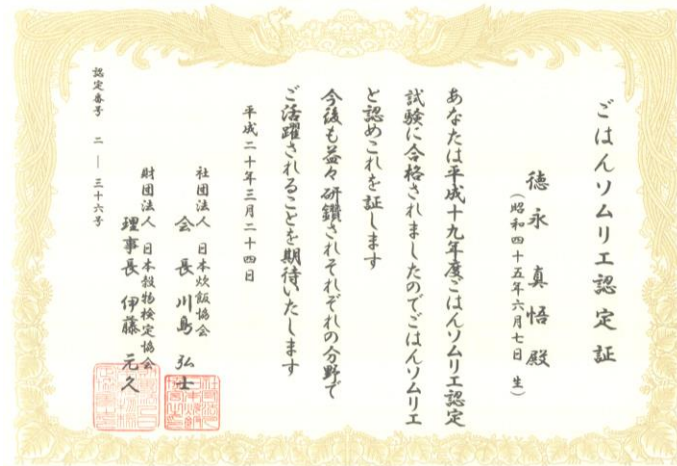 ごはんソムリエ認定証
徳永真悟殿
（昭和四十五年六月七日 生）
あなたは平成十九年度ごはんソムリエ認定
試験に合格されましたのでごはんソムリエ
と認めこれを証します
今後も益々研鑽されそれぞれの分野で
ご活躍されることを期待いたします
平成二十年三月二十四日
社団法人 日本炊飯協会
会長 川島弘士
財団法人 日本穀物検定協会
理事長 伊藤元久
認定番号 二 — 三十六号